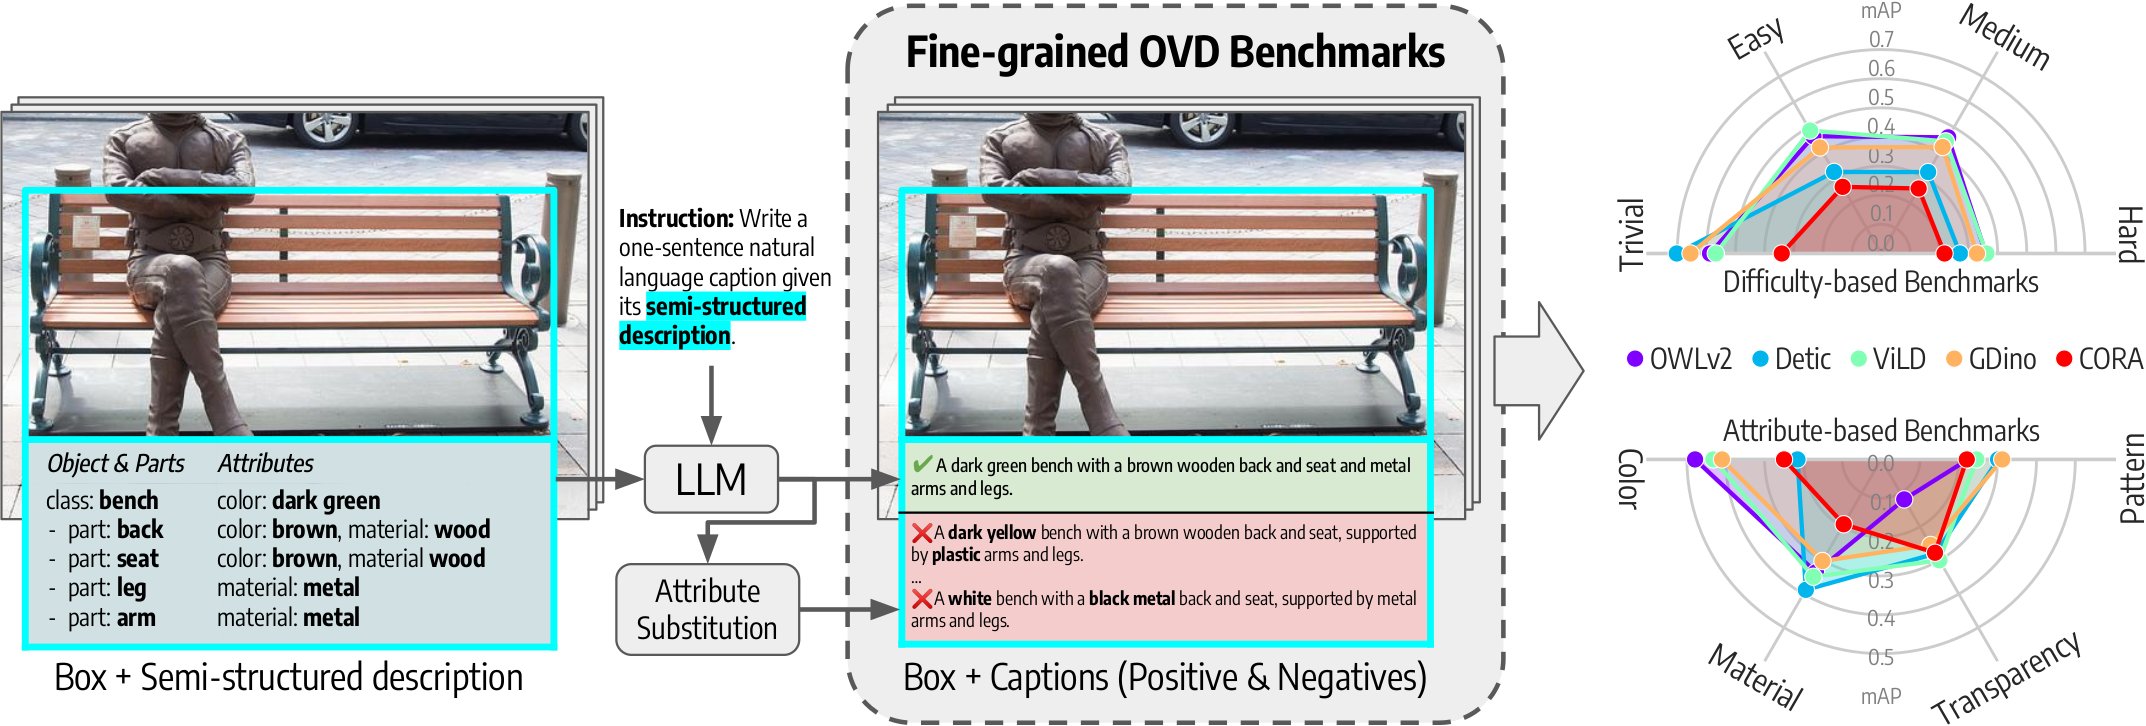 Object & Parts Attributes
class: bench color: dark green
- part: back color: brown, material: wood
- part: seat color: brown, material wood
- part: leg material: metal
- part: arm material: metal
Box + Semi-structured description
Instruction: Write a
one-sentence natural
language caption given
its semi-structured
description.
LLM
Attribute
Substitution
Fine-grained OVD Benchmarks
✔A dark green bench with a brown wooden back and seat and metal
arms and legs.
❌A dark yellow bench with a brown wooden back and seat, supported
by plastic arms and legs.
...
❌A white bench with a black metal back and seat, supported by metal
arms and legs.
Box + Captions (Positive & Negatives)
mAP
0.7
0.6
0.5
0.4
0.3
0.2
0.1
0.0
Trivial
Easy
Medium
Hard
Difficulty-based Benchmarks
OWLv2 Detic ViLD GDino CORA
Attribute-based Benchmarks
Color
Material
Transparency
Pattern
0.0
0.1
0.2
0.3
0.4
0.5
mAP